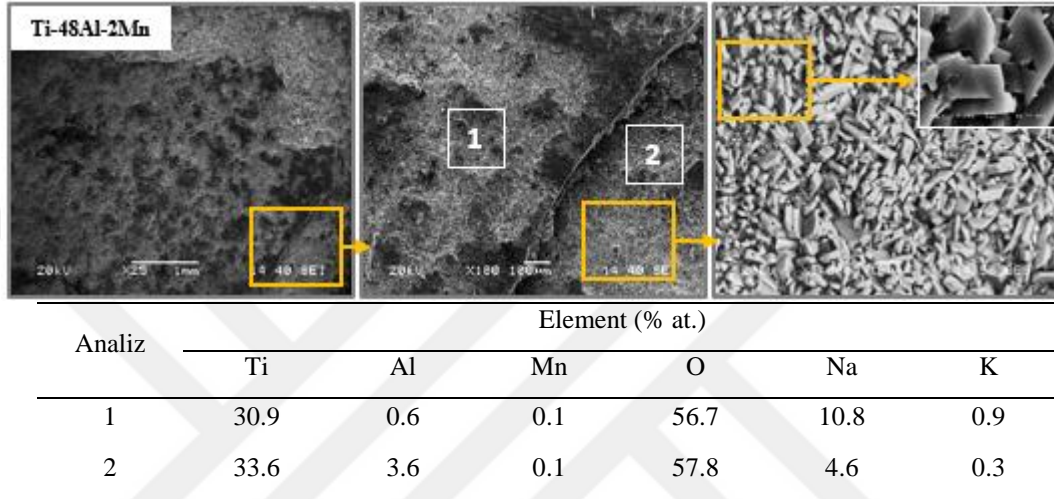 Ti-48Al-2Mn
1
2
20kV X25 1mm 14 40 SEI
20kV X100 100µm 14 40 SEI
Element (% at.)
Analiz Ti Al Mn O Na K
1 30.9 0.6 0.1 56.7 10.8 0.9
2 33.6 3.6 0.1 57.8 4.6 0.3